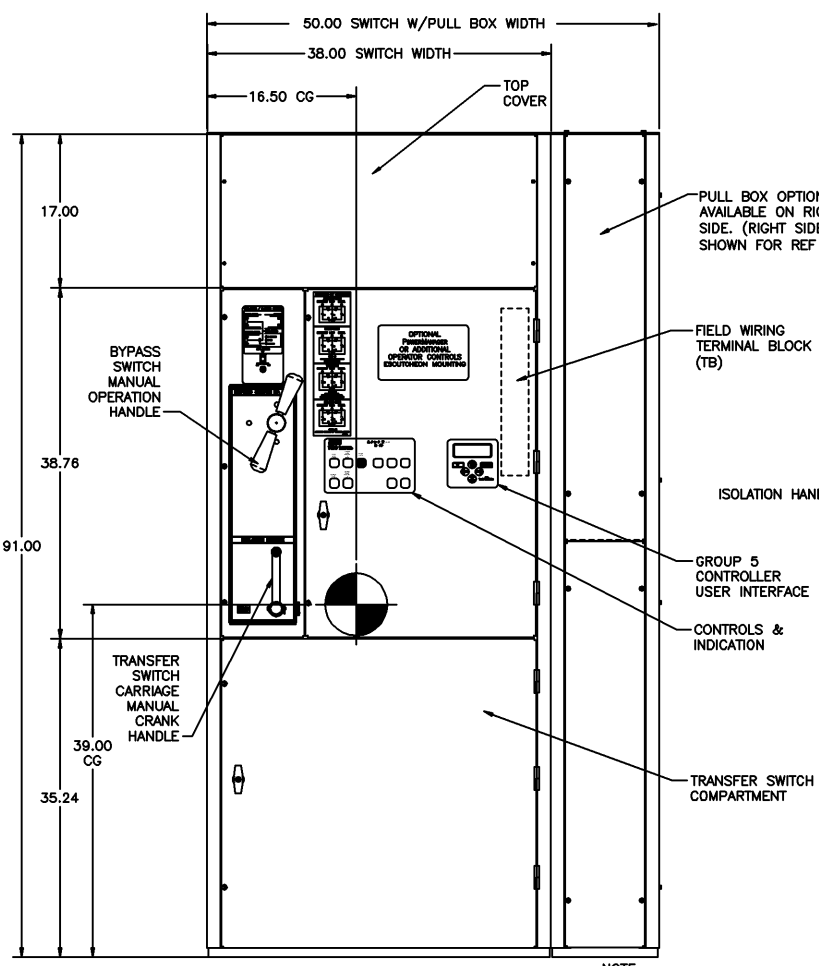 50.00 SWITCH W/PULL BOX WIDTH
38.00 SWITCH WIDTH
16.50 CG
TOP
COVER
17.00
PULL BOX OPTION
AVAILABLE ON RIG
SIDE. (RIGHT SIDE
SHOWN FOR REF
OPTIONAL
PowerManager
OR ADDITIONAL
OPERATOR CONTROLS
ESCUTCHEON MOUNTING
FIELD WIRING
TERMINAL BLOCK
(TB)
BYPASS
SWITCH
MANUAL
OPERATION
HANDLE
38.76
ISOLATION HAND
91.00
GROUP 5
CONTROLLER
USER INTERFACE
CONTROLS &
INDICATION
TRANSFER
SWITCH
CARRIAGE
MANUAL
CRANK
HANDLE
39.00
CG
35.24
TRANSFER SWITCH
COMPARTMENT
NOTE